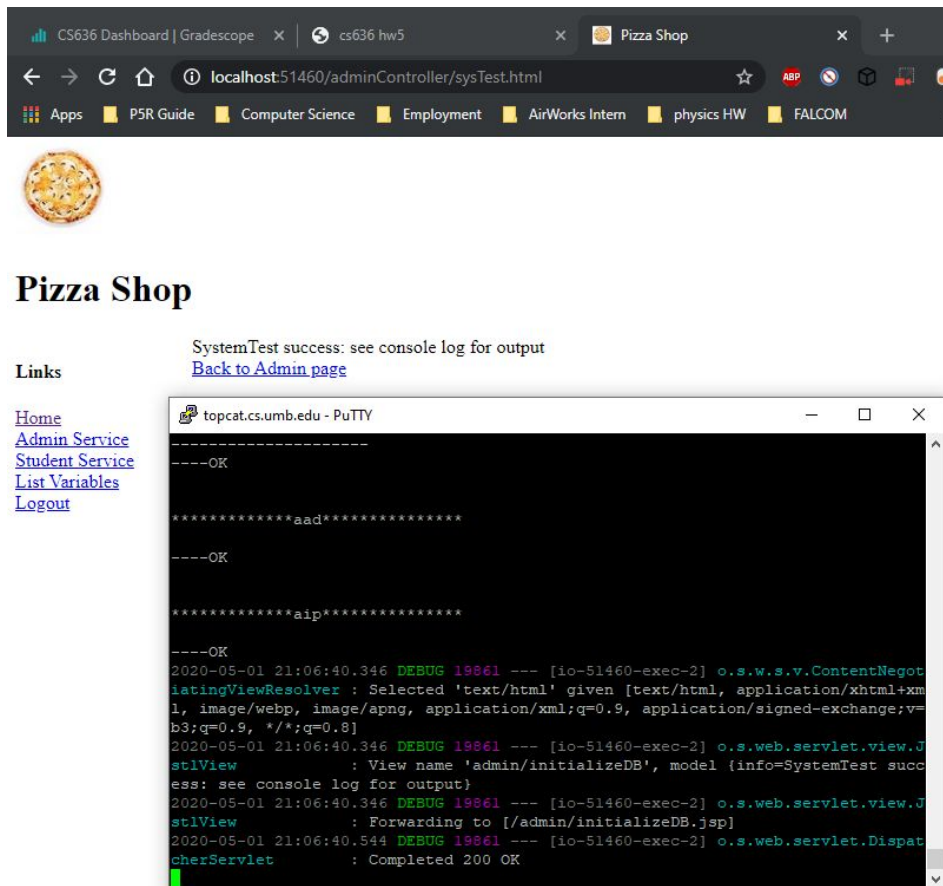 CS636 Dashboard | Gradescope
cs636 hw5
Pizza Shop
localhost:51460/adminController/sysTest.html
ABP
Apps
P5R Guide
Computer Science
Employment
AirWorks Intern
physics HW
FALCOM
Pizza Shop
SystemTest success: see console log for output
Back to Admin page
Links
Home
Admin Service
Student Service
List Variables
Logout
topcat.cs.umb.edu - PuTTY
----------------------
----OK
*************aad***************
----OK
*************aip***************
----OK
2020-05-01 21:06:40.346 DEBUG 19861 --- [io-51460-exec-2] o.s.w.s.v.ContentNegot
iatingViewResolver : Selected 'text/html' given [text/html, application/xhtml+xm
l, image/webp, image/apng, application/xml;q=0.9, application/signed-exchange;v=
b3;q=0.9, */*;q=0.8]
2020-05-01 21:06:40.346 DEBUG 19861 --- [io-51460-exec-2] o.s.web.servlet.view.J
stlView            : View name 'admin/initializeDB', model {info=SystemTest succ
ess: see console log for output}
2020-05-01 21:06:40.346 DEBUG 19861 --- [io-51460-exec-2] o.s.web.servlet.view.J
stlView            : Forwarding to [/admin/initializeDB.jsp]
2020-05-01 21:06:40.544 DEBUG 19861 --- [io-51460-exec-2] o.s.web.servlet.Dispat
cherServlet        : Completed 200 OK